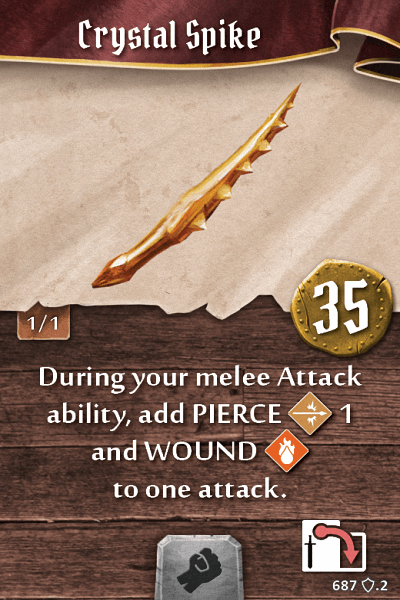 Crystal Spike
1/1
35
During your melee Attack
ability, add PIERCE 1
and WOUND
to one attack.
687 .2